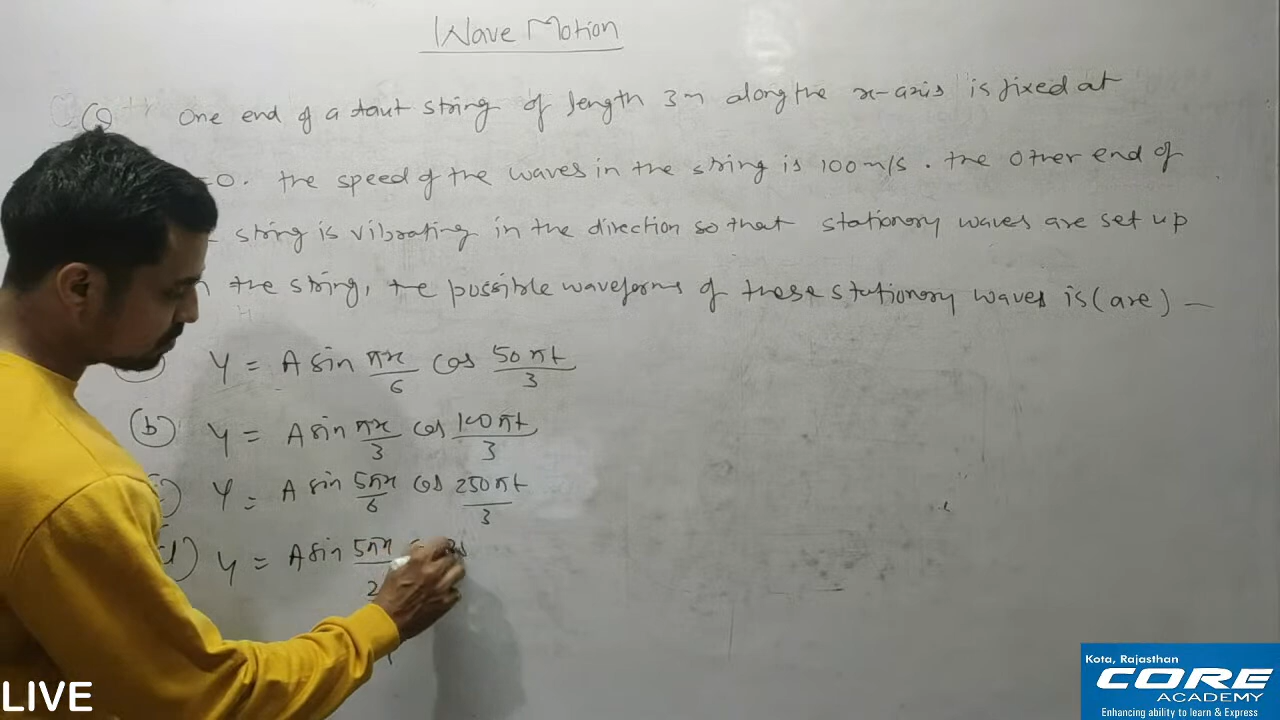 Wave Motion
Q One end of a taut string of length 3m along the x-axis is fixed at
=0. the speed of the waves in the string is 100 m/s. the other end of
string is vibrating in the direction so that stationory waves are set up
the string, the possible waveforms of these stationory waves is (are) —
Y = A sin πx/6 cos 50πt/3
(b) Y = A sin πx/3 cos 100πt/3
Y = A sin 5πx/6 cos 250πt/3
d) Y = A sin 5πx/2
LIVE
Kota, Rajasthan
CORE
ACADEMY
Enhancing ability to learn & Express